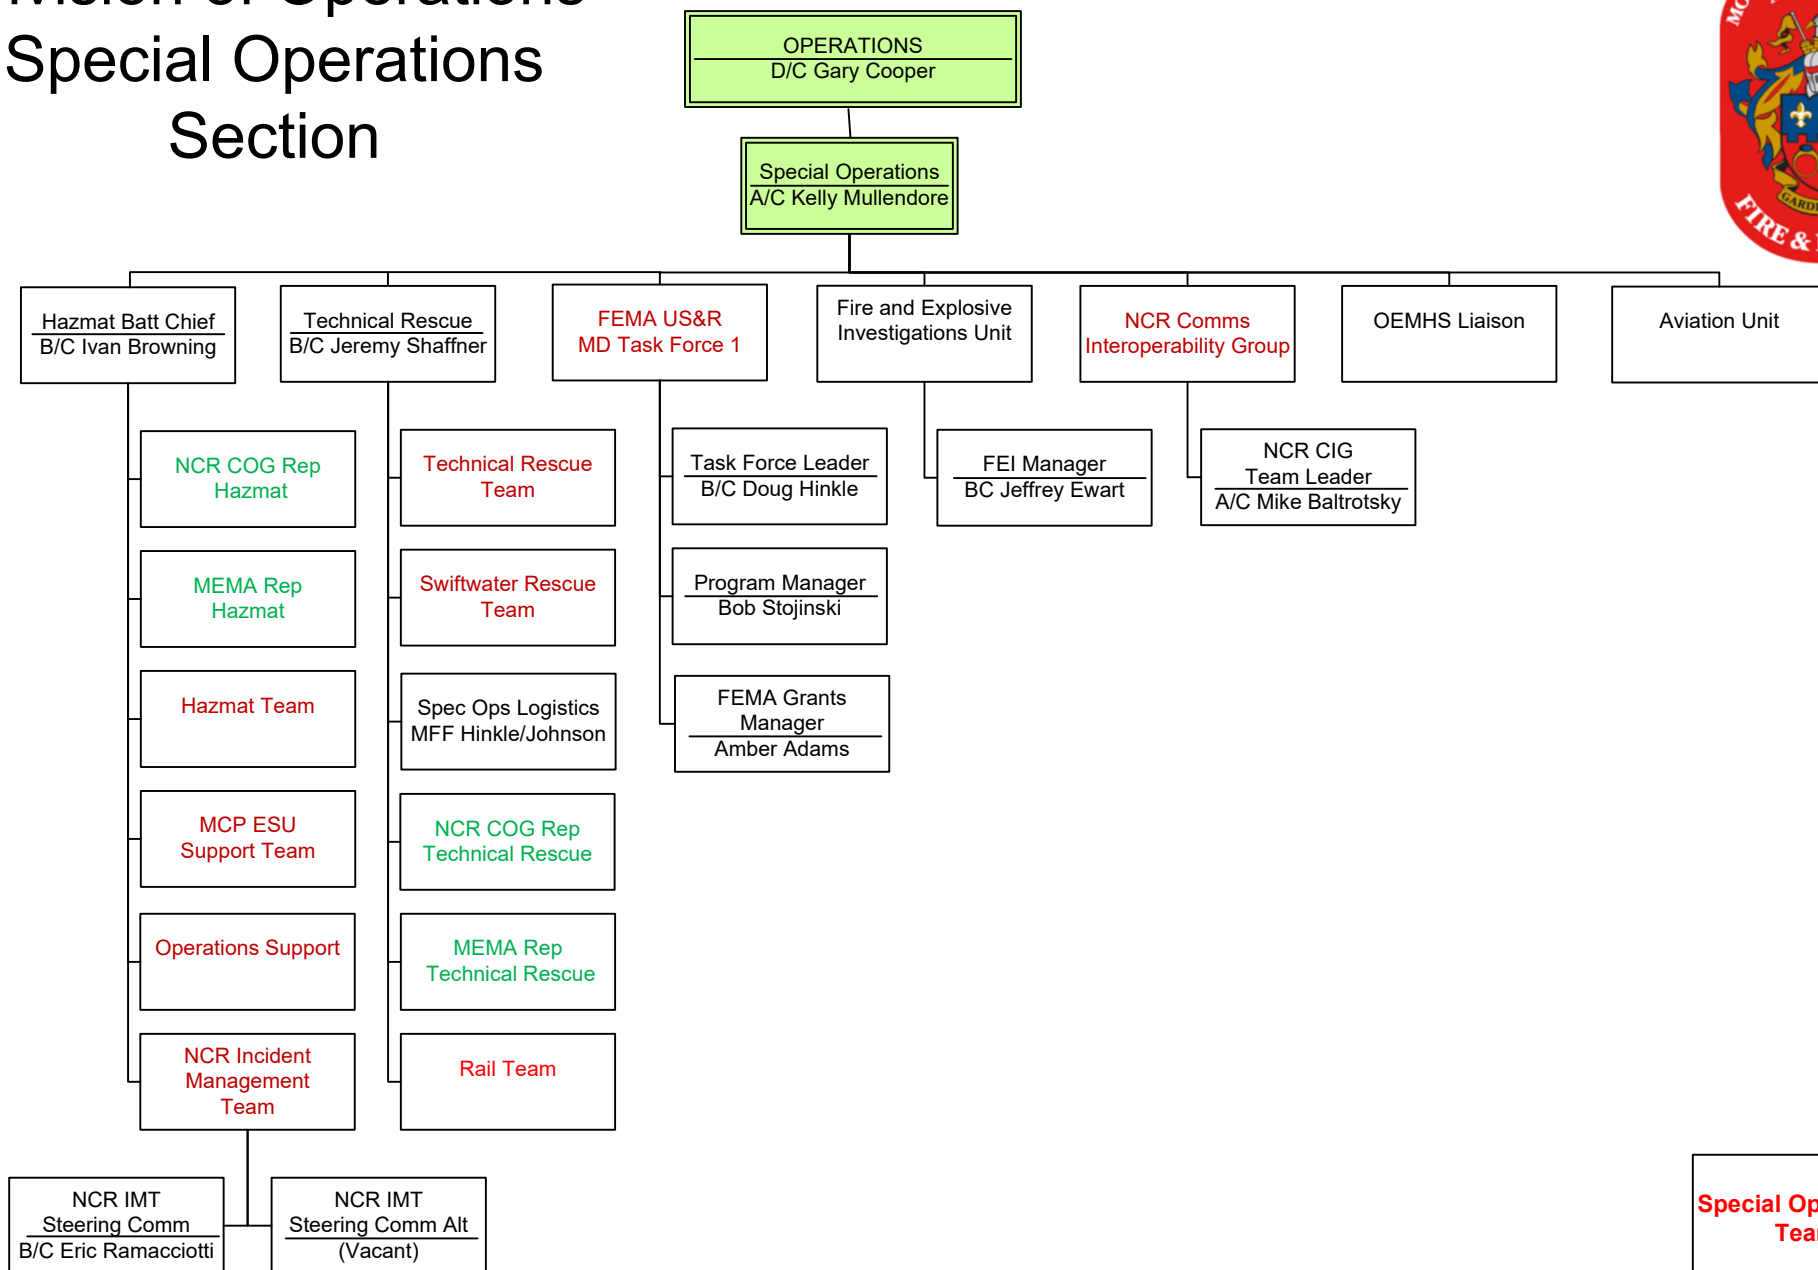 Special Operations
Section
OPERATIONS
D/C Gary Cooper
Special Operations
A/C Kelly Mullendore
FIRE &
Hazmat Batt Chief
B/C Ivan Browning
Technical Rescue
B/C Jeremy Shaffner
FEMA US&R
MD Task Force 1
Fire and Explosive
Investigations Unit
NCR Comms
Interoperability Group
OEMHS Liaison
Aviation Unit
NCR COG Rep
Hazmat
MEMA Rep
Hazmat
Hazmat Team
MCP ESU
Support Team
Operations Support
NCR Incident
Management
Team
NCR IMT
Steering Comm
B/C Eric Ramacciotti
NCR IMT
Steering Comm Alt
(Vacant)
Technical Rescue
Team
Swiftwater Rescue
Team
Spec Ops Logistics
MFF Hinkle/Johnson
NCR COG Rep
Technical Rescue
MEMA Rep
Technical Rescue
Rail Team
Task Force Leader
B/C Doug Hinkle
Program Manager
Bob Stojinski
FEMA Grants
Manager
Amber Adams
FEI Manager
BC Jeffrey Ewart
NCR CIG
Team Leader
A/C Mike Baltrotsky
Special